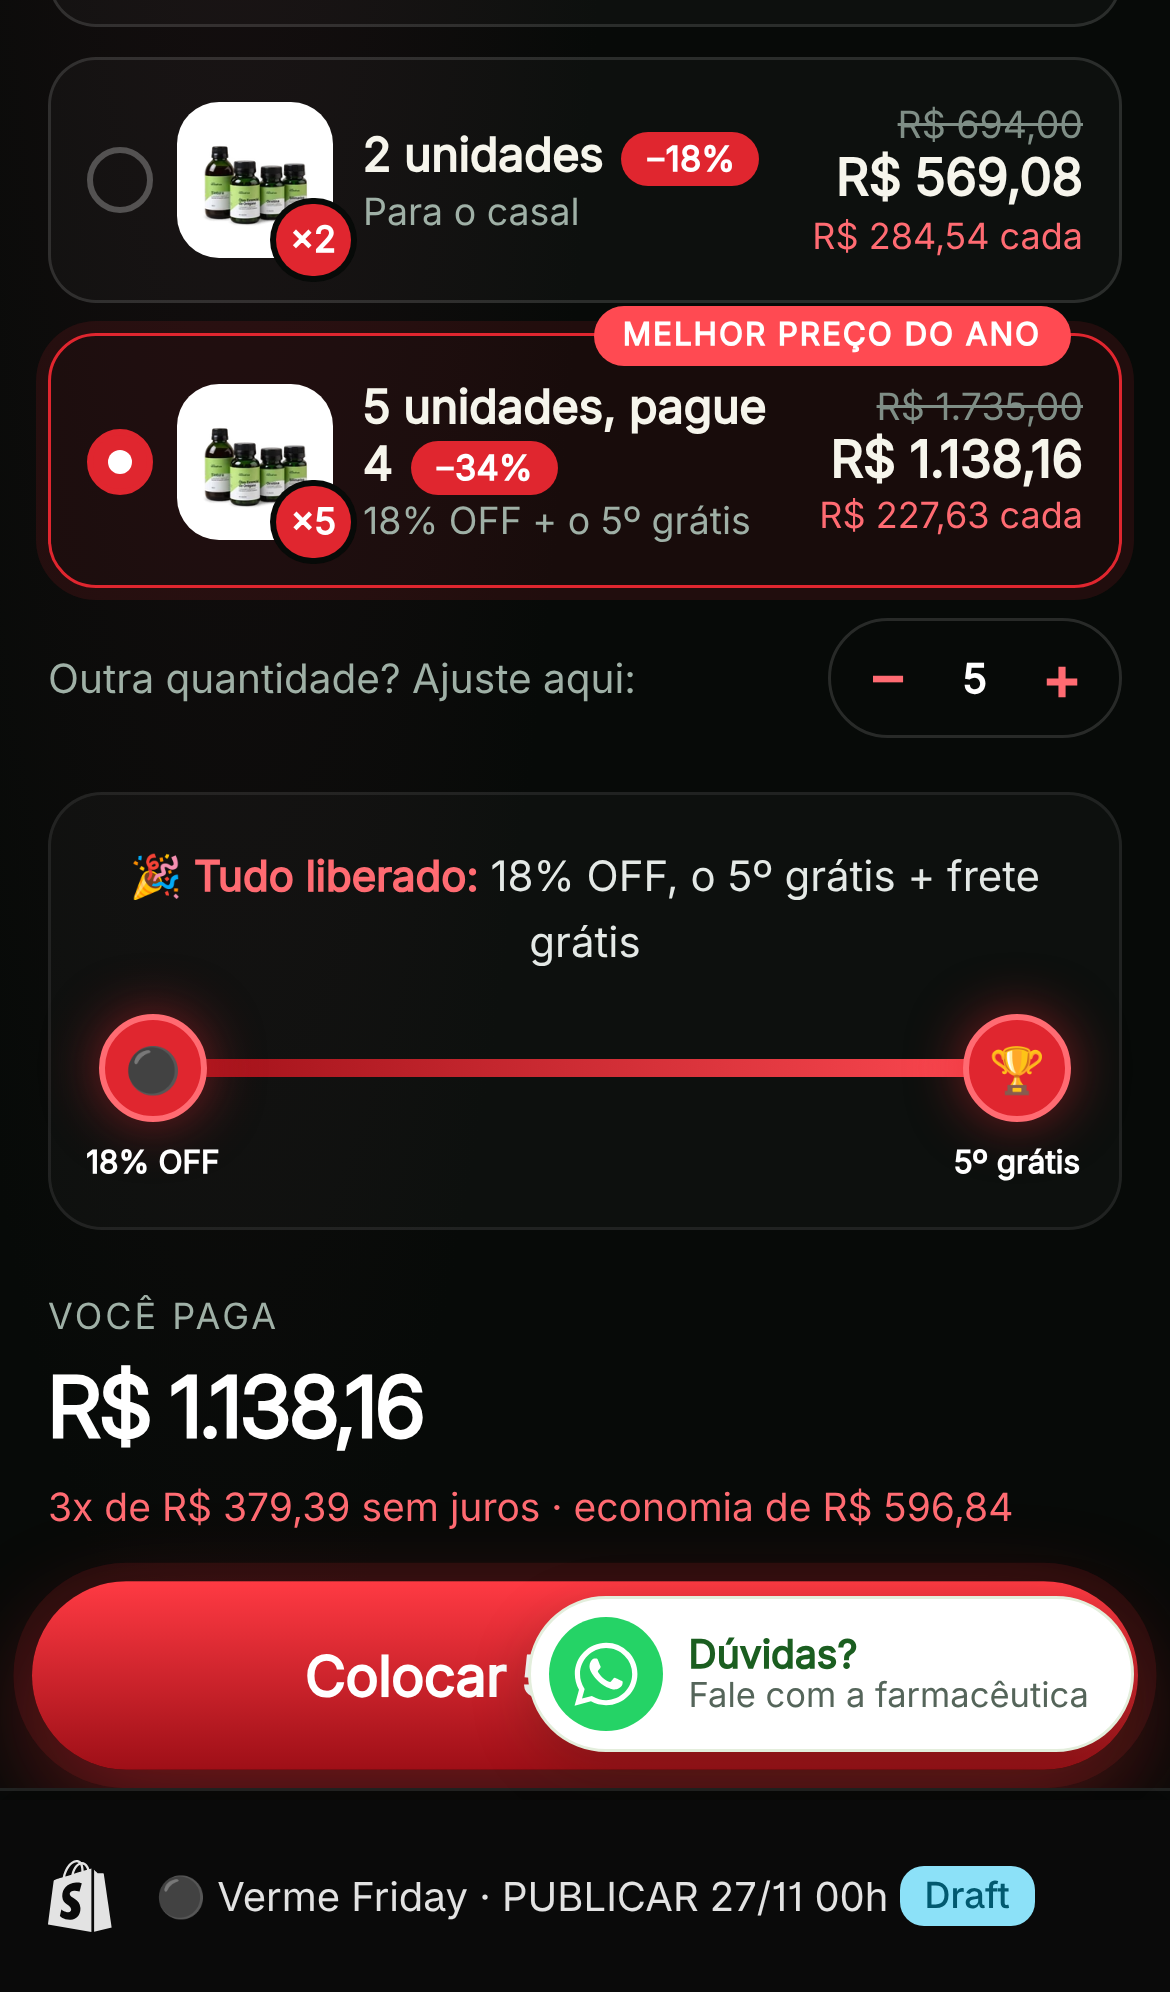 2 unidades –18%
Para o casal
R$ 694,00
R$ 569,08
R$ 284,54 cada
×2
MELHOR PREÇO DO ANO
5 unidades, pague
4 –34%
18% OFF + o 5º grátis
R$ 1.735,00
R$ 1.138,16
R$ 227,63 cada
×5
Outra quantidade? Ajuste aqui:
− 5 +
🎉 Tudo liberado: 18% OFF, o 5º grátis + frete
grátis
18% OFF
5º grátis
VOCÊ PAGA
R$ 1.138,16
3x de R$ 379,39 sem juros · economia de R$ 596,84
Colocar
Dúvidas?
Fale com a farmacêutica
Verme Friday · PUBLICAR 27/11 00h Draft